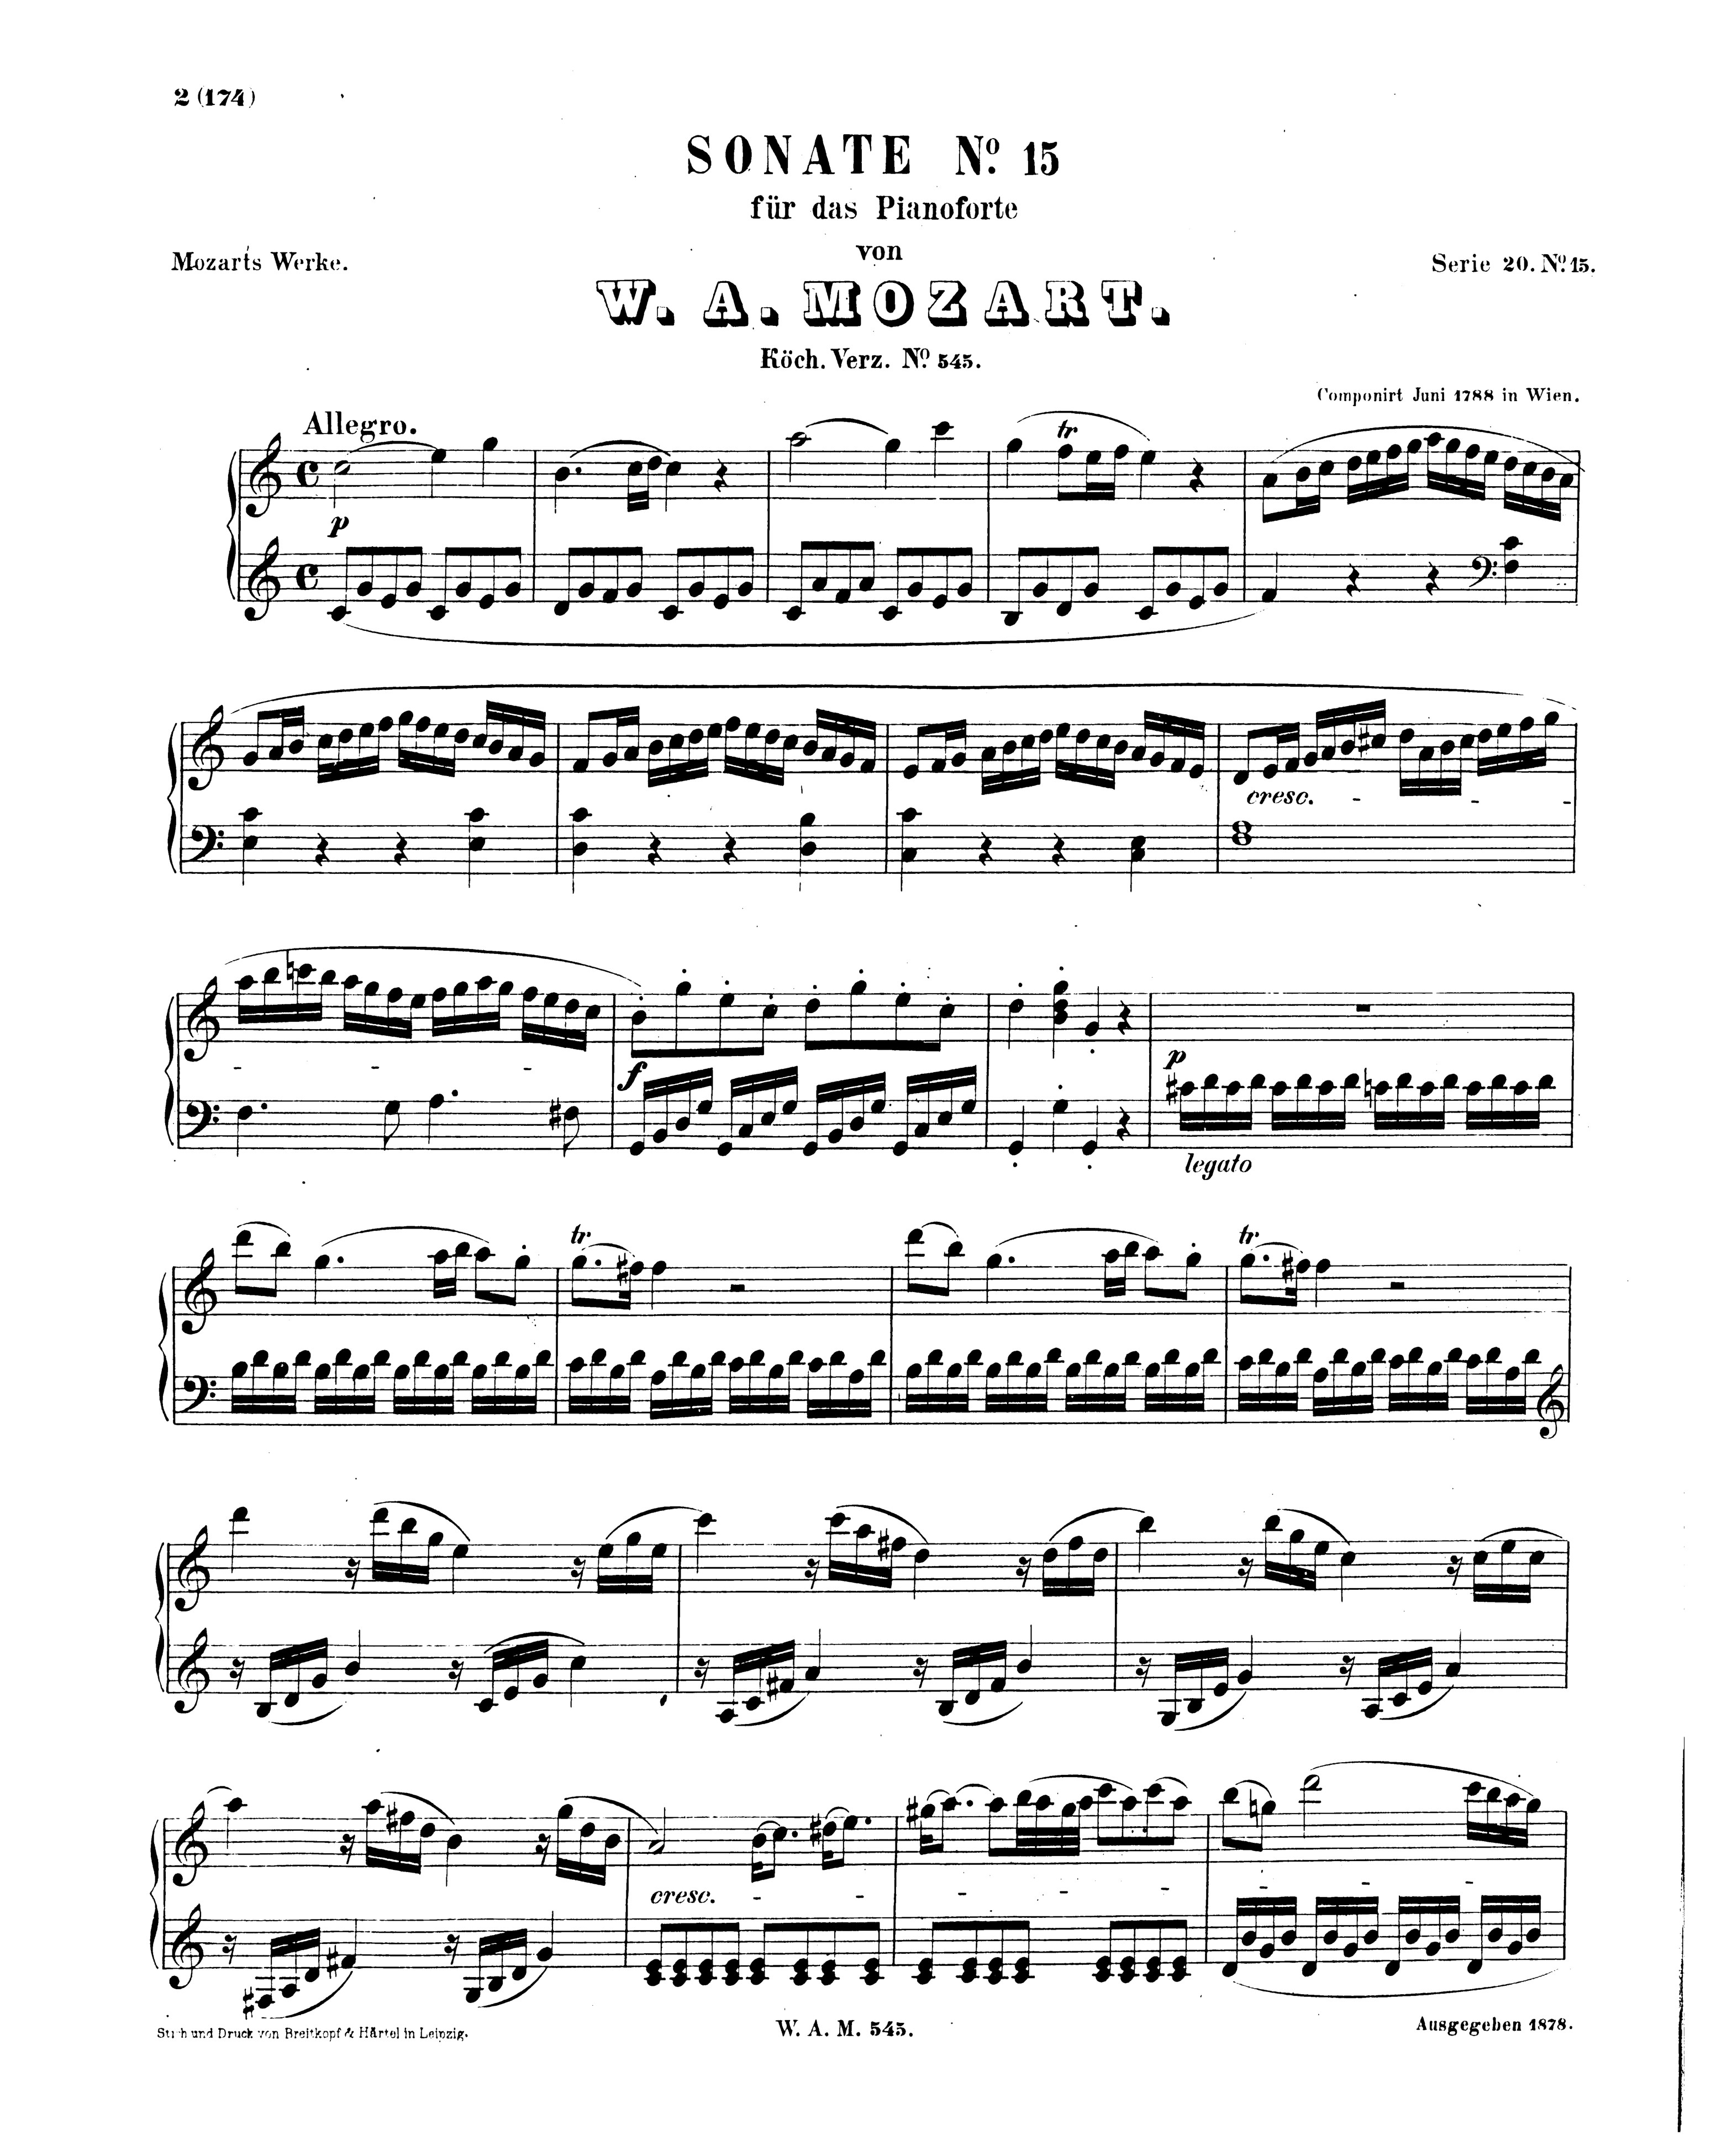 2 (174)
SONATE Nº 15
für das Pianoforte
von
Mozart's Werke.
Serie 20. Nº 15.
W. A. MOZART.
Köch. Verz. Nº 545.
Componirt Juni 1788 in Wien.
Allegro.
tr
p
cresc.
f
p
legato
tr
tr
cresc.
Stich und Druck von Breitkopf & Härtel in Leipzig.
W. A. M. 545.
Ausgegeben 1878.